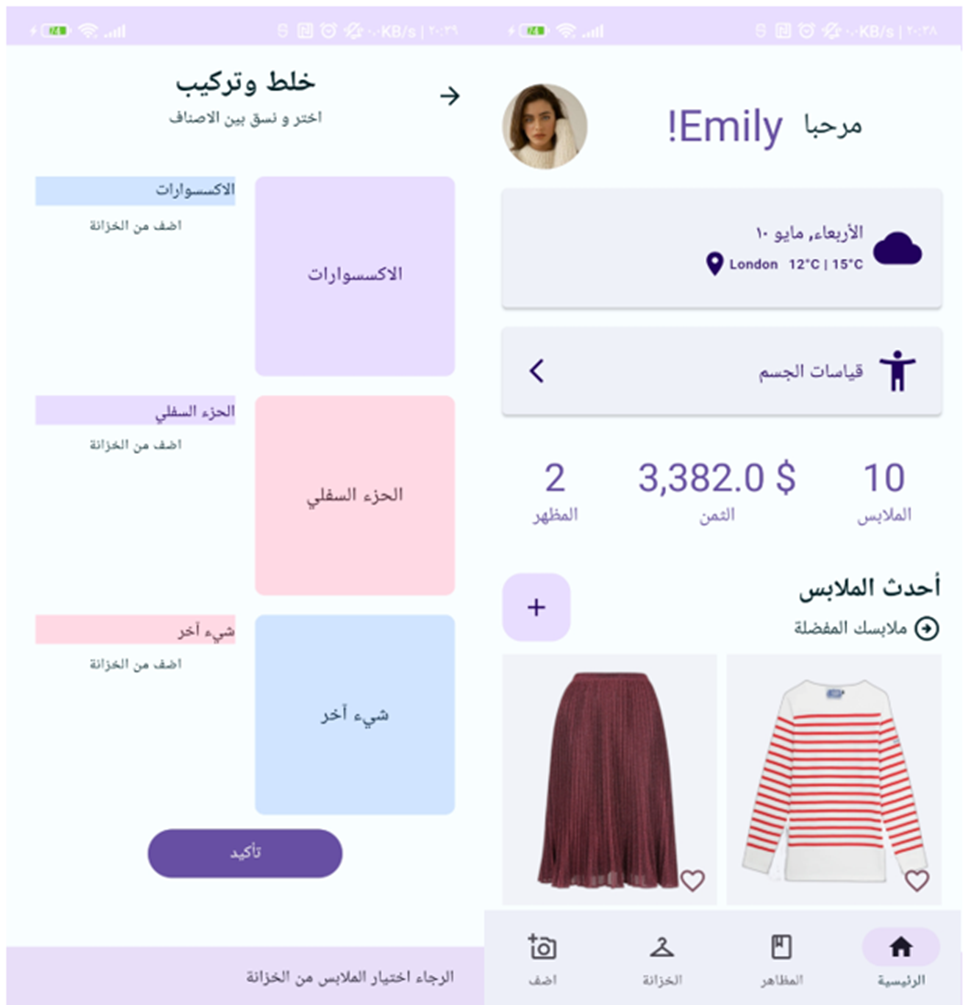 KB/s | ٢٠:٣٩
خلط وتركيب
اختر و نسق بين الاصناف
الاكسسوارات
الاكسسوارات
اضف من الخزانة
الحزء السفلي
الحزء السفلي
اضف من الخزانة
شيء آخر
شيء آخر
اضف من الخزانة
تأكيد
الرجاء اختيار الملابس من الخزانة
KB/s | ٢٠:٣٨
مرحبا Emily!
الأربعاء, مايو ١٠
London 12°C | 15°C
قياسات الجسم
10
الملابس
3,382.0 $
الثمن
2
المظهر
أحدث الملابس
ملابسك المفضلة
+
الرئيسية
المظاهر
الخزانة
اضف